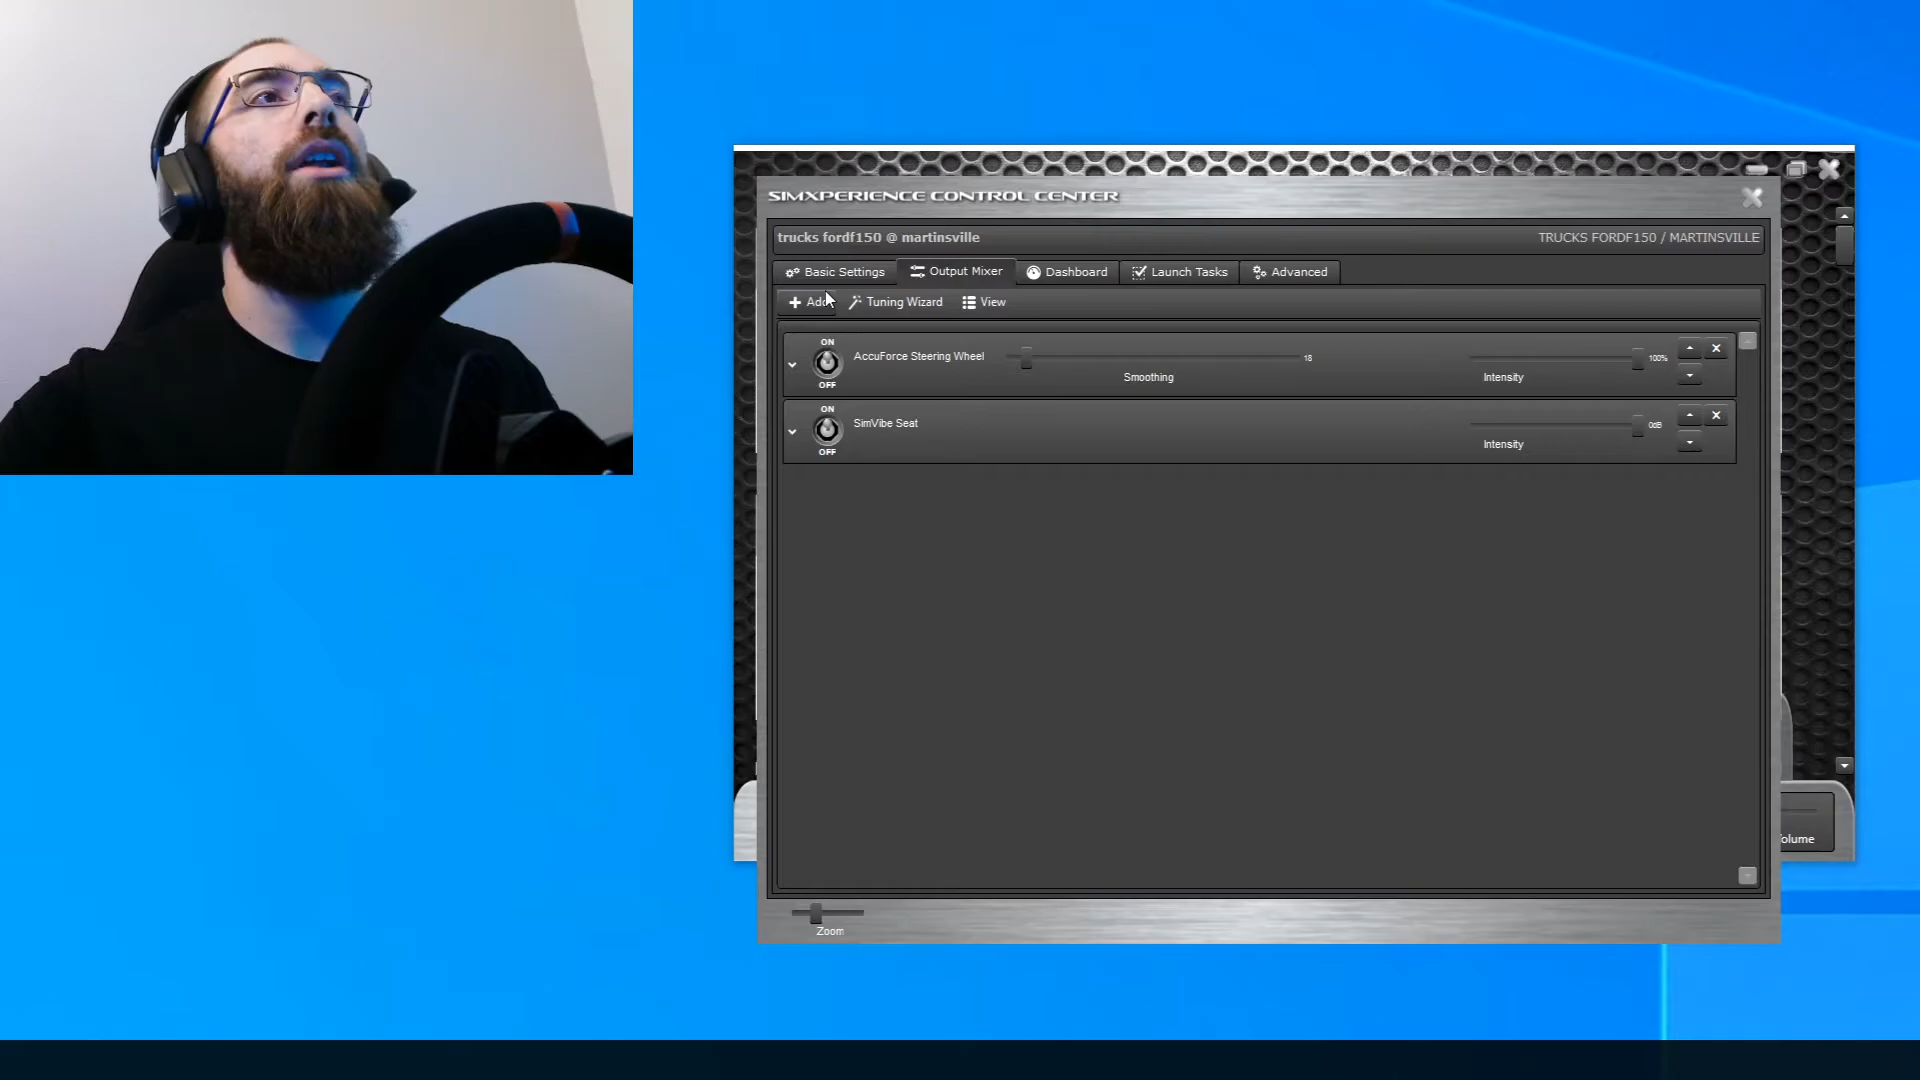 SIMXPERIENCE CONTROL CENTER
trucks fordf150 @ martinsville
TRUCKS FORDF150 / MARTINSVILLE
Basic Settings
Output Mixer
Dashboard
Launch Tasks
Advanced
Add
Tuning Wizard
View
ON
OFF
AccuForce Steering Wheel
18
Smoothing
100%
Intensity
ON
OFF
SimVibe Seat
0dB
Intensity
olume
Zoom